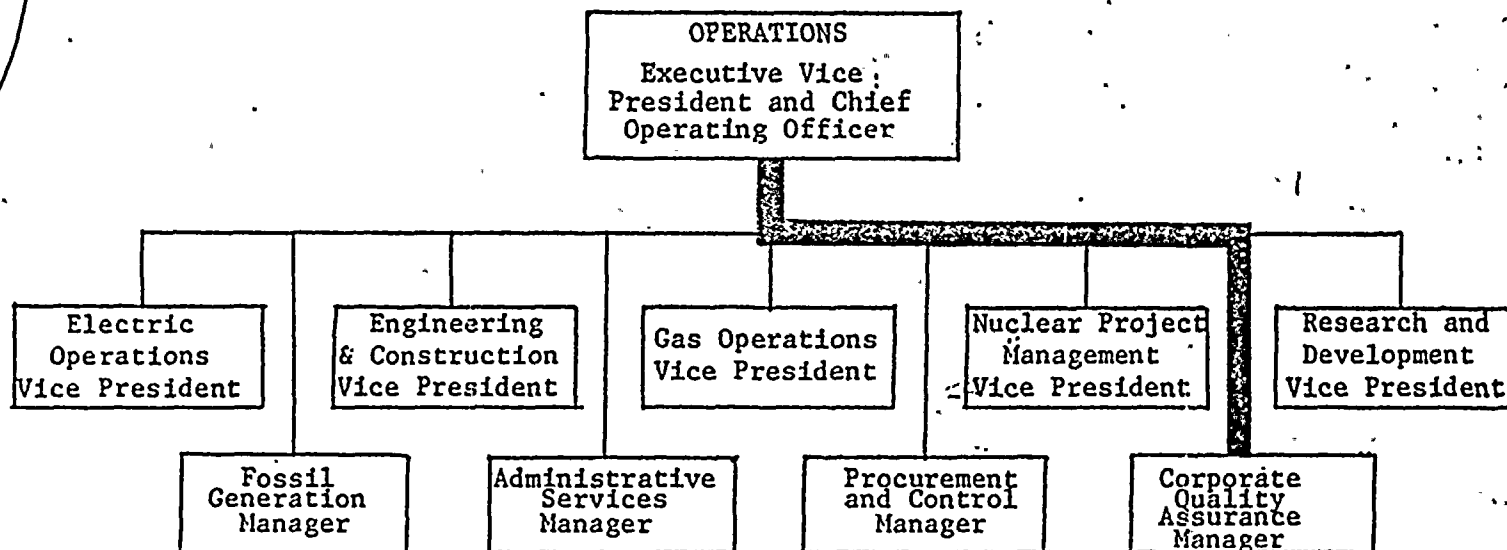 OPERATIONS
Executive Vice
President and Chief
Operating Officer
Electric
Operations
Vice President
Engineering
& Construction
Vice President
Gas Operations
Vice President
Nuclear Project
Management
Vice President
Research and
Development
Vice President
Fossil
Generation
Manager
Administrative
Services
Manager
Procurement
and Control
Manager
Corporate
Quality
Assurance
Manager